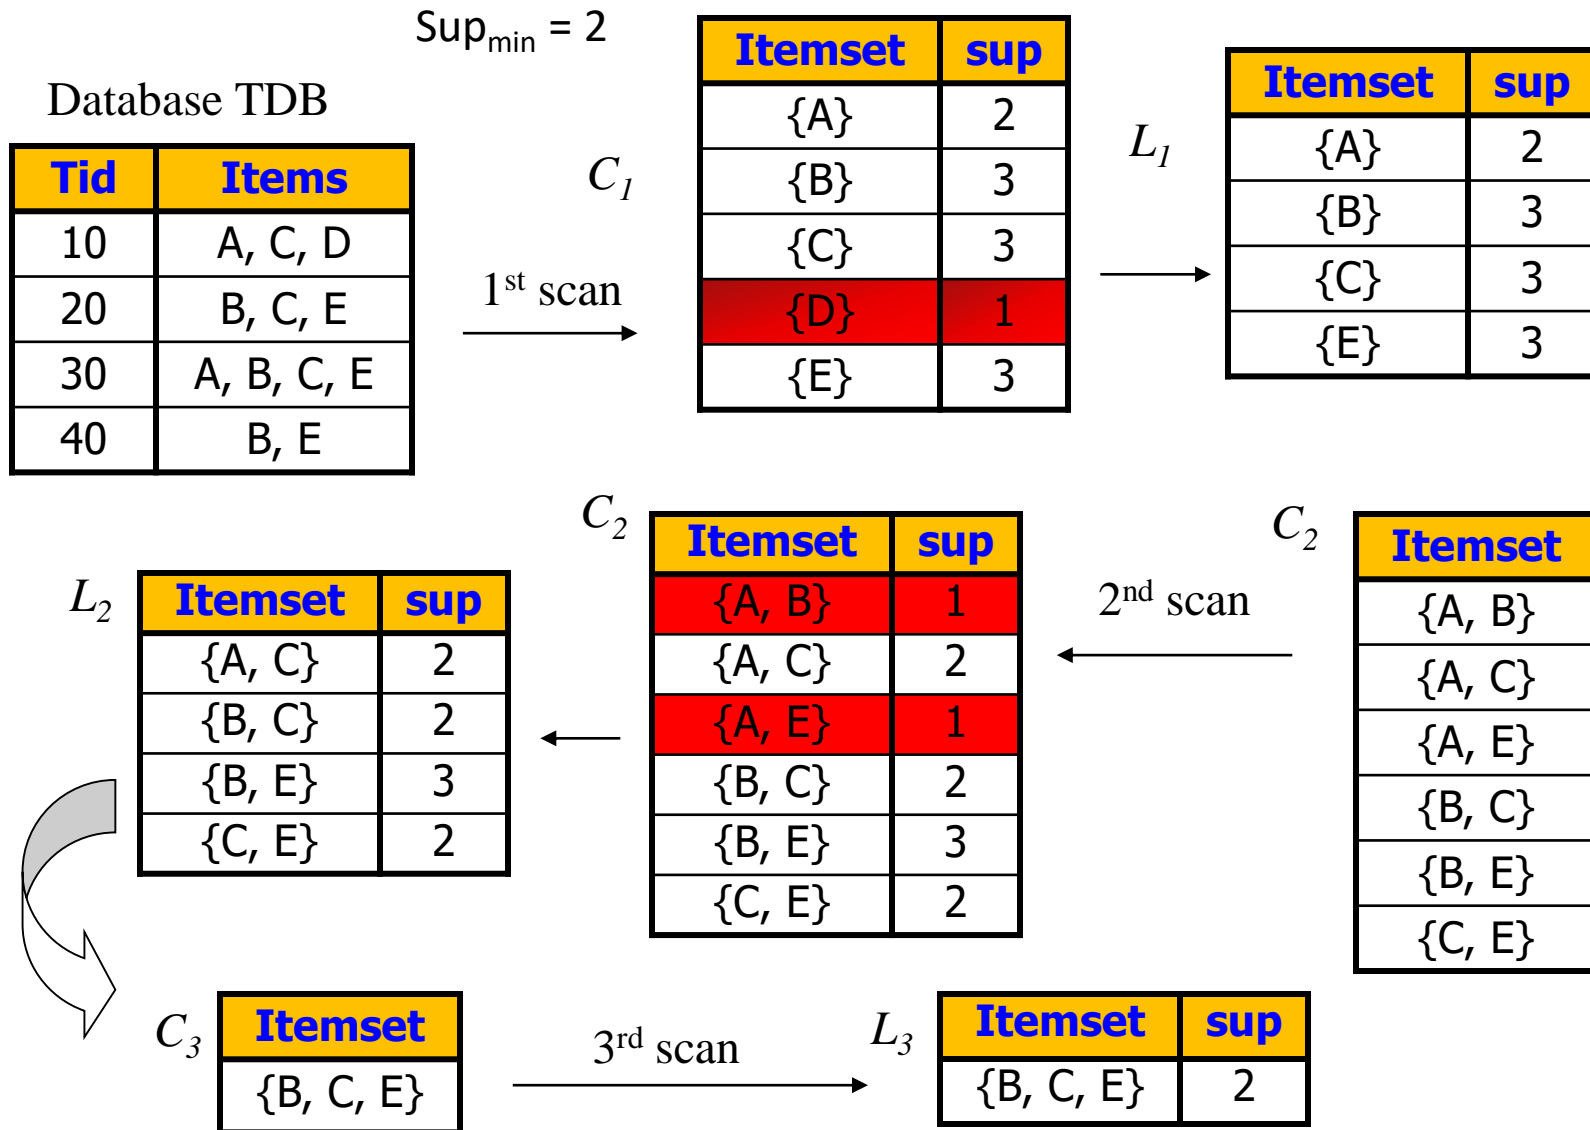 Sup_min = 2
Database TDB
Tid Items
10 A, C, D
20 B, C, E
30 A, B, C, E
40 B, E
1st scan
C1
Itemset sup
{A} 2
{B} 3
{C} 3
{D} 1
{E} 3
L1
Itemset sup
{A} 2
{B} 3
{C} 3
{E} 3
C2
Itemset
{A, B}
{A, C}
{A, E}
{B, C}
{B, E}
{C, E}
2nd scan
C2
Itemset sup
{A, B} 1
{A, C} 2
{A, E} 1
{B, C} 2
{B, E} 3
{C, E} 2
L2
Itemset sup
{A, C} 2
{B, C} 2
{B, E} 3
{C, E} 2
C3
Itemset
{B, C, E}
3rd scan
L3
Itemset sup
{B, C, E} 2